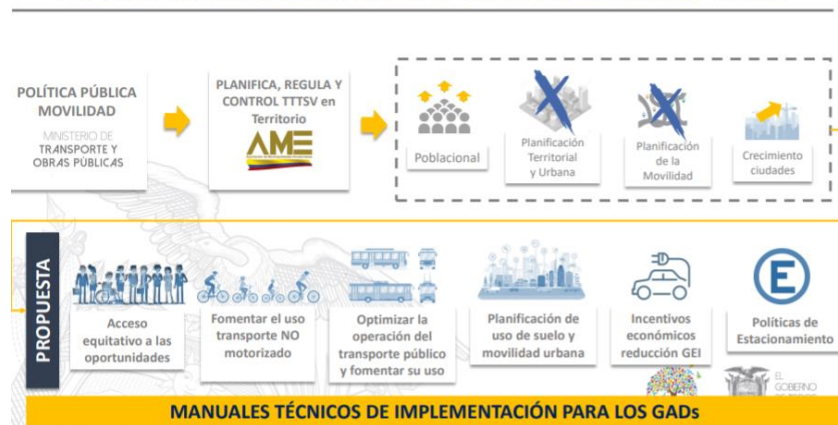 POLÍTICA PÚBLICA
MOVILIDAD
MINISTERIO DE
TRANSPORTE Y
OBRAS PÚBLICAS
PLANIFICA, REGULA Y
CONTROL TTTSV en
Territorio
AME
Poblacional
Planificación
Territorial
y Urbana
Planificación
de la
Movilidad
Crecimiento
ciudades
PROPUESTA
Acceso
equitativo a las
oportunidades
Fomentar el uso
transporte NO
motorizado
Optimizar la
operación del
transporte público
y fomentar su uso
Planificación de
uso de suelo y
movilidad urbana
Incentivos
económicos
reducción GEI
E
Políticas de
Estacionamiento
EL
GOBIERNO
MANUALES TÉCNICOS DE IMPLEMENTACIÓN PARA LOS GADs